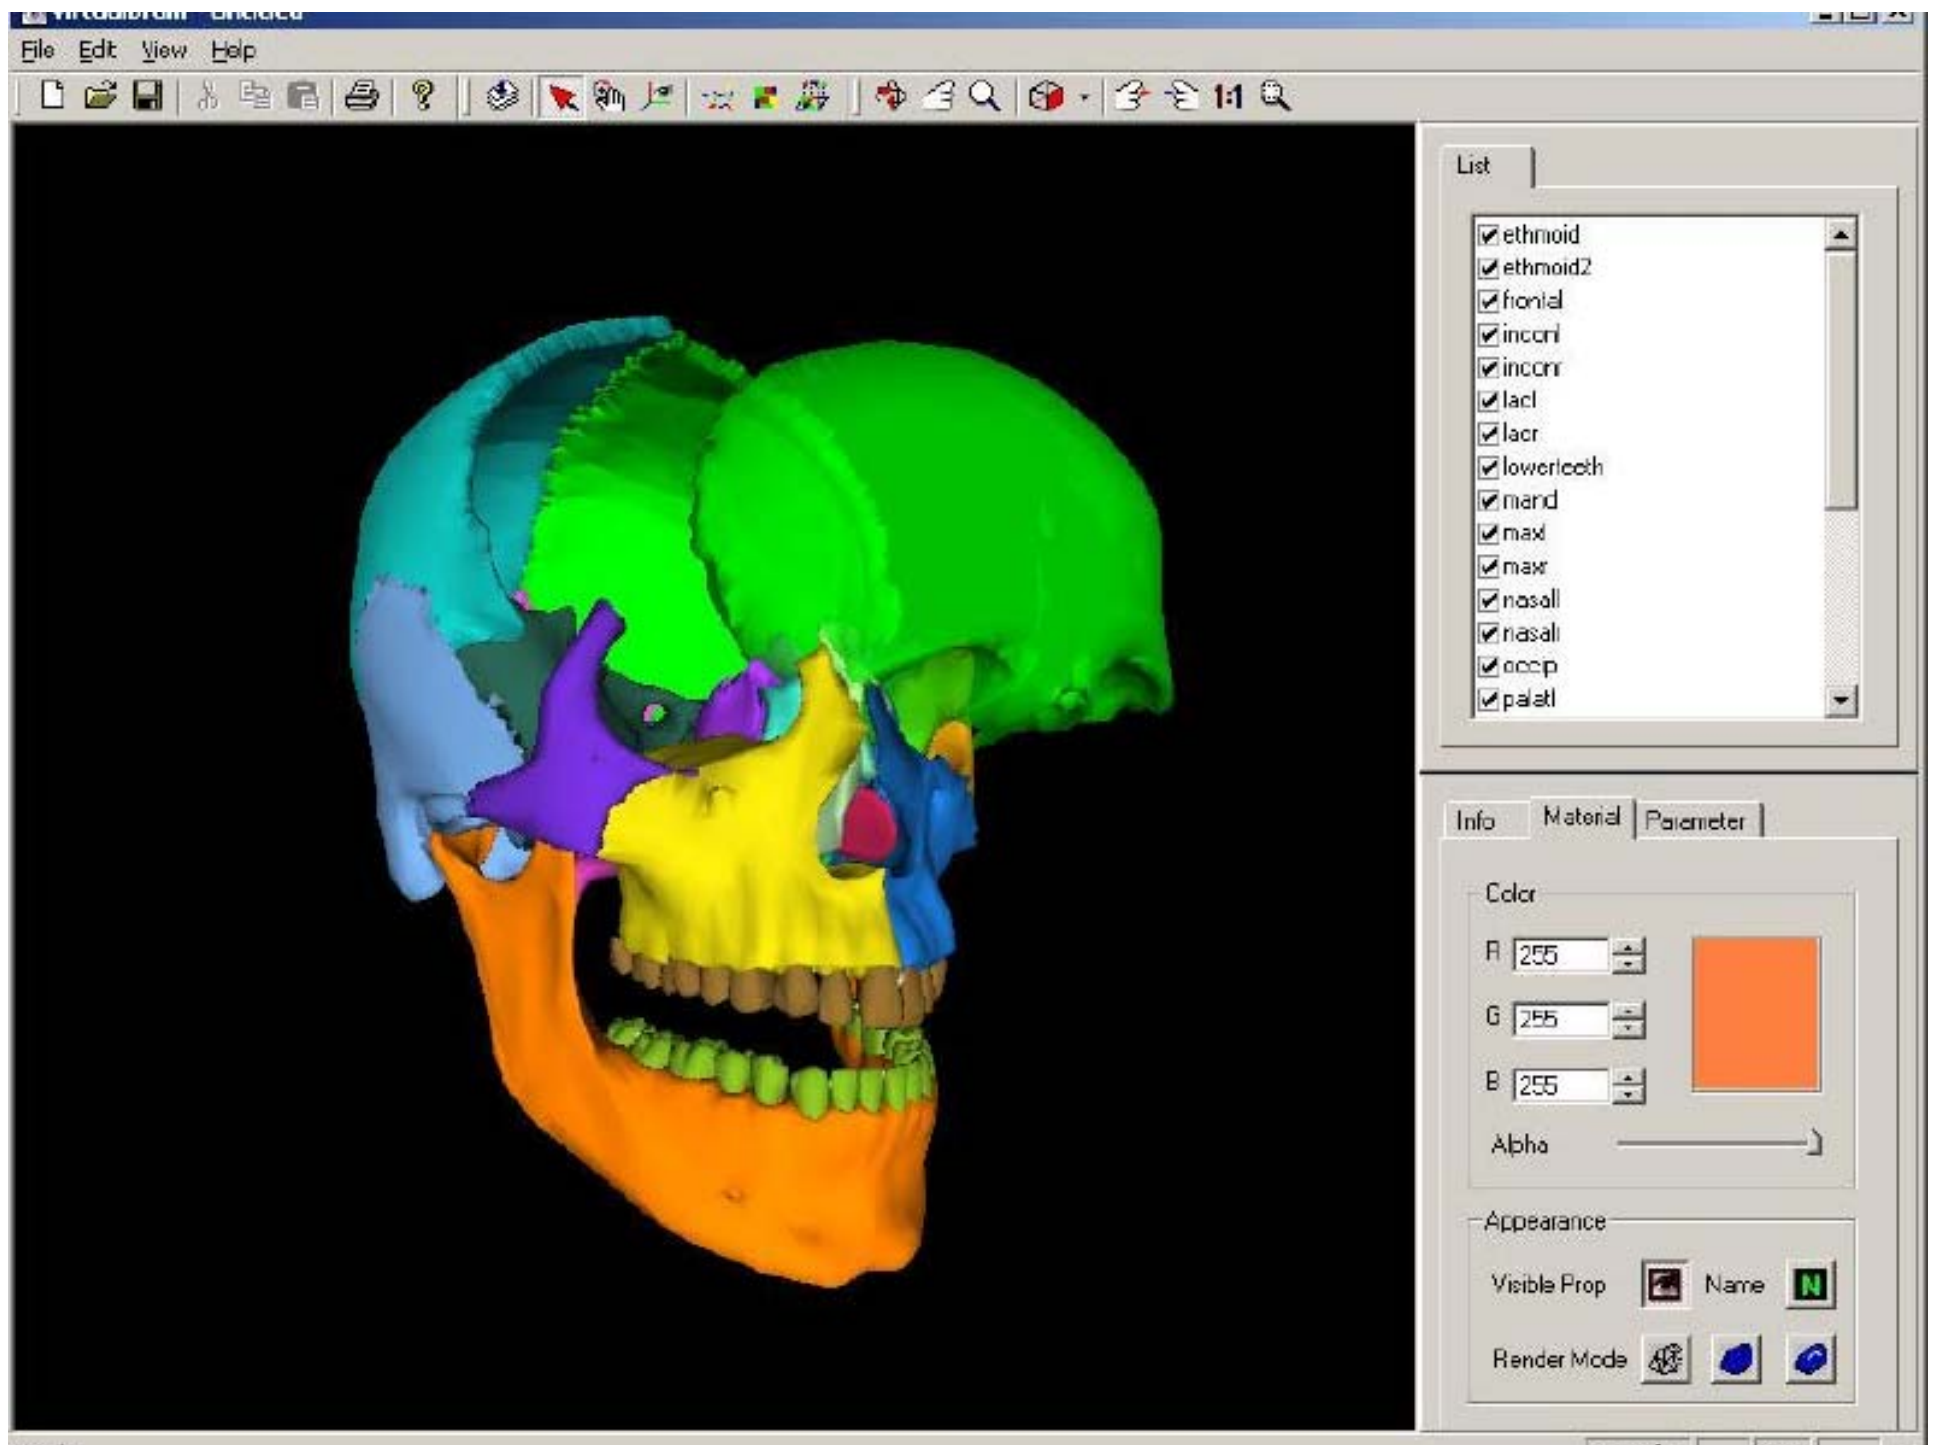 File Edit View Help
1:1
List
ethmoid
ethmoid2
frontal
inconl
inconr
lacl
lacr
lowerteeth
mand
maxl
maxr
nasall
nasalr
occip
palatl
Info Material Parameter
Color
R 255
G 255
B 255
Alpha
Appearance
Visible Prop Name N
Render Mode